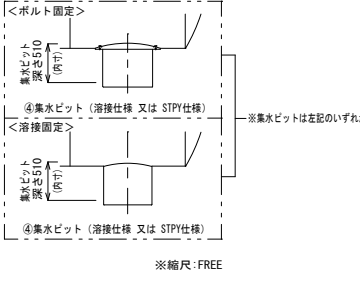 <ボルト固定>
集水ピット
深さ510
(内寸)
④集水ピット (溶接仕様 又は STPY仕様)
※集水ピットは左記のいずれ
<溶接固定>
集水ピット
深さ510
(内寸)
④集水ピット (溶接仕様 又は STPY仕様)
※縮尺:FREE